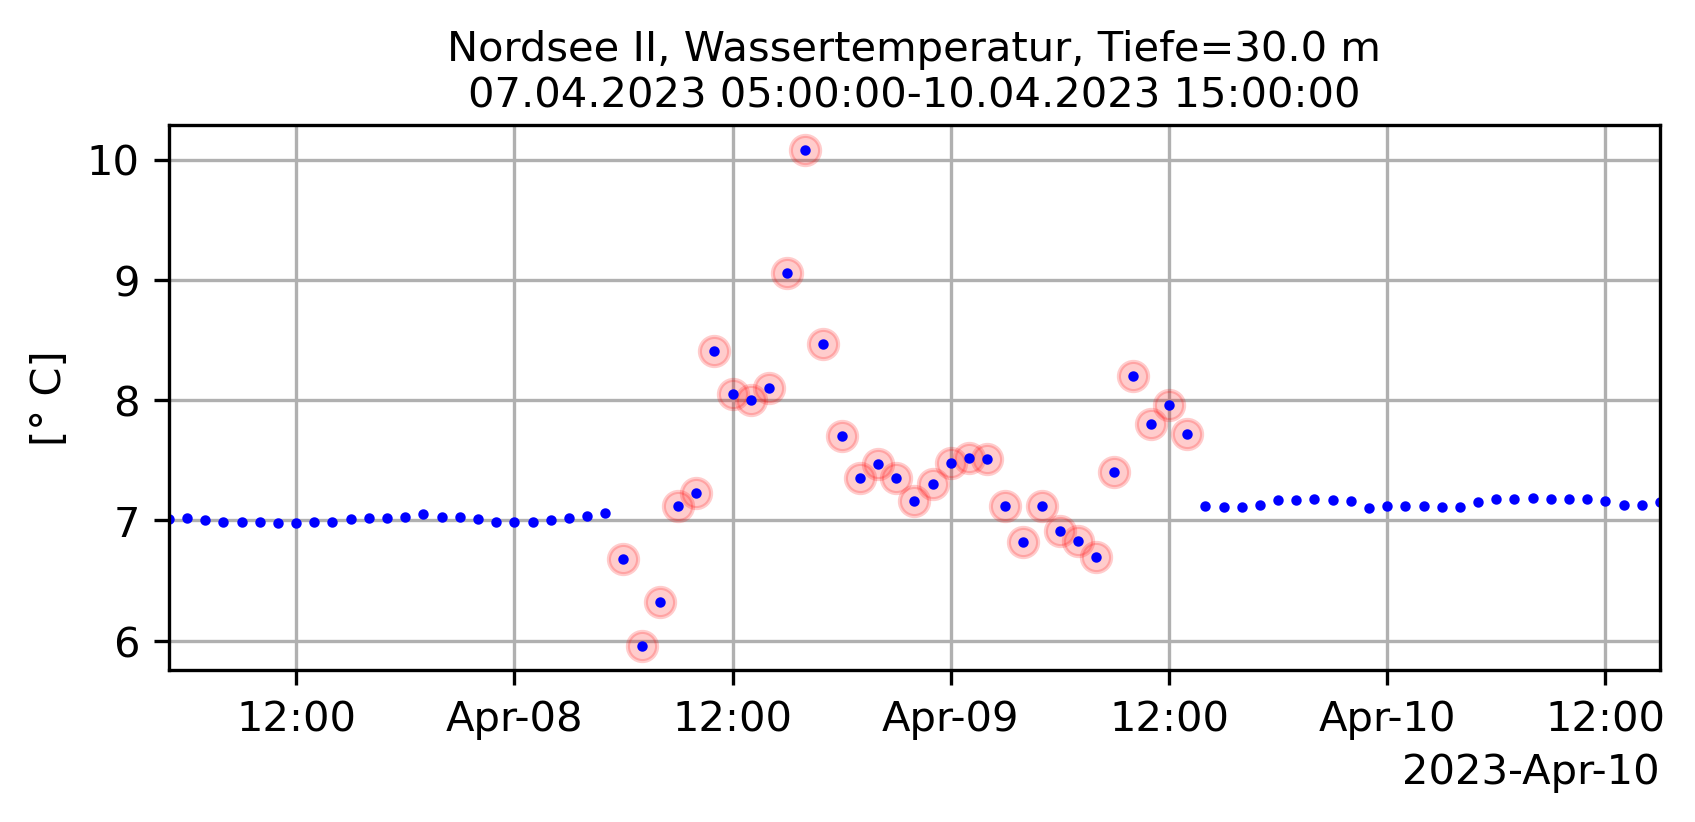 Nordsee II, Wassertemperatur, Tiefe=30.0 m
07.04.2023 05:00:00-10.04.2023 15:00:00
10
9
8
7
6
[° C]
12:00 Apr-08 12:00 Apr-09 12:00 Apr-10 12:00
2023-Apr-10